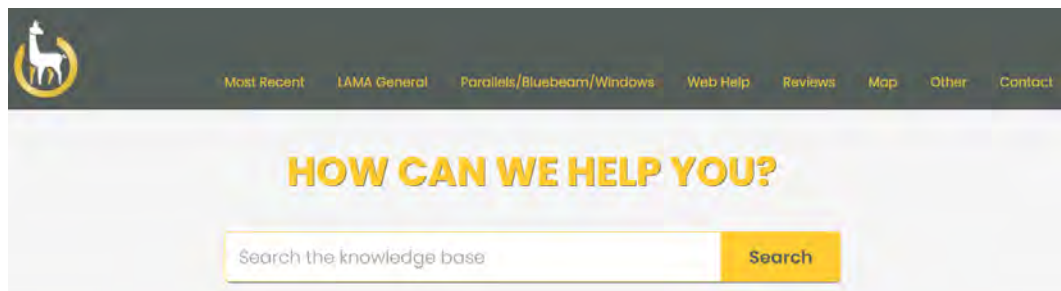 Most Recent LAMA General Parallels/Bluebeam/Windows Web Help Reviews Map Other Contact
HOW CAN WE HELP YOU?
Search the knowledge base Search